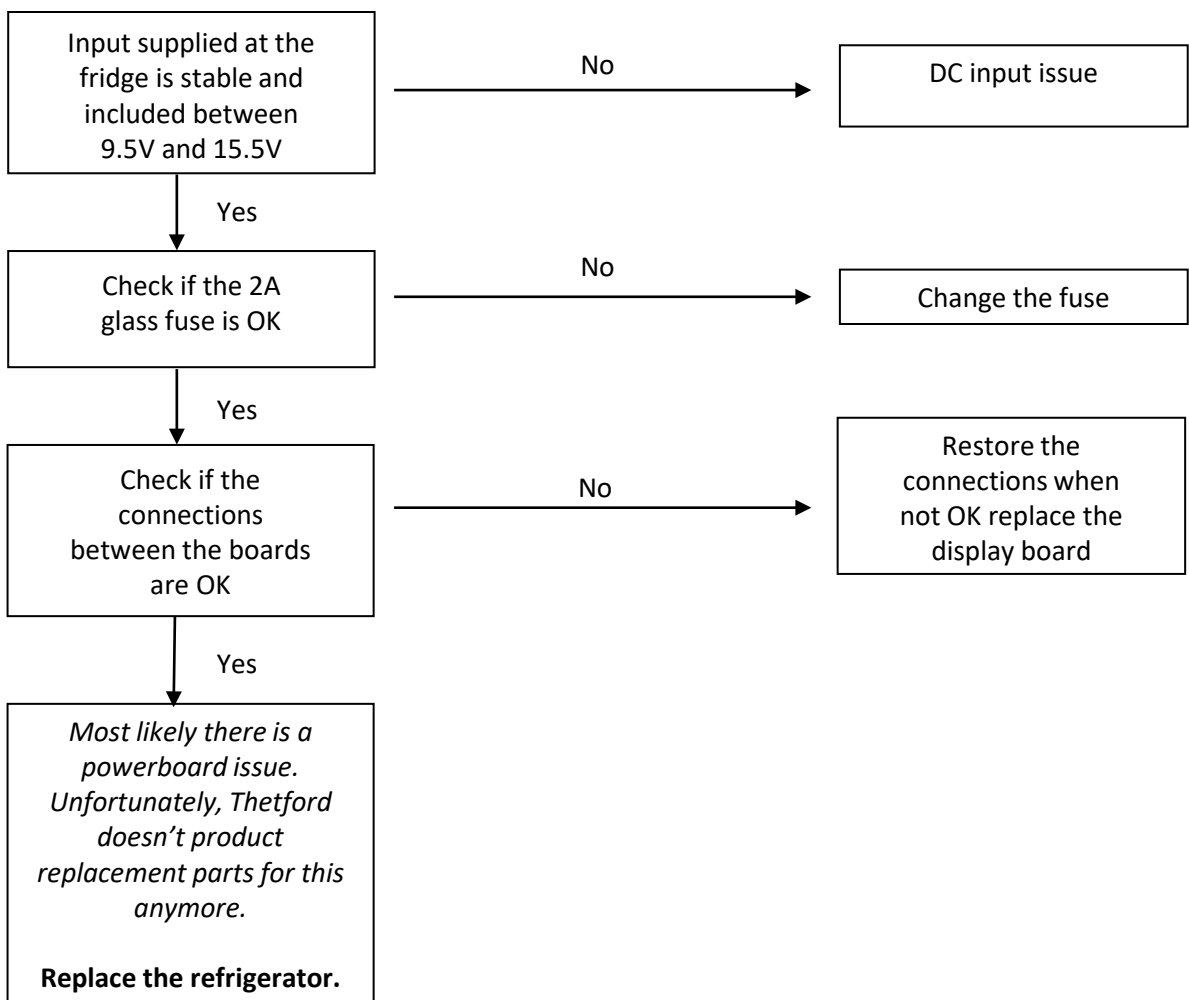 Input supplied at the
fridge is stable and
included between
9.5V and 15.5V
No
DC input issue
Yes
Check if the 2A
glass fuse is OK
No
Change the fuse
Yes
Check if the
connections
between the boards
are OK
No
Restore the
connections when
not OK replace the
display board
Yes
Most likely there is a
powerboard issue.
Unfortunately, Thetford
doesn’t product
replacement parts for this
anymore.
Replace the refrigerator.